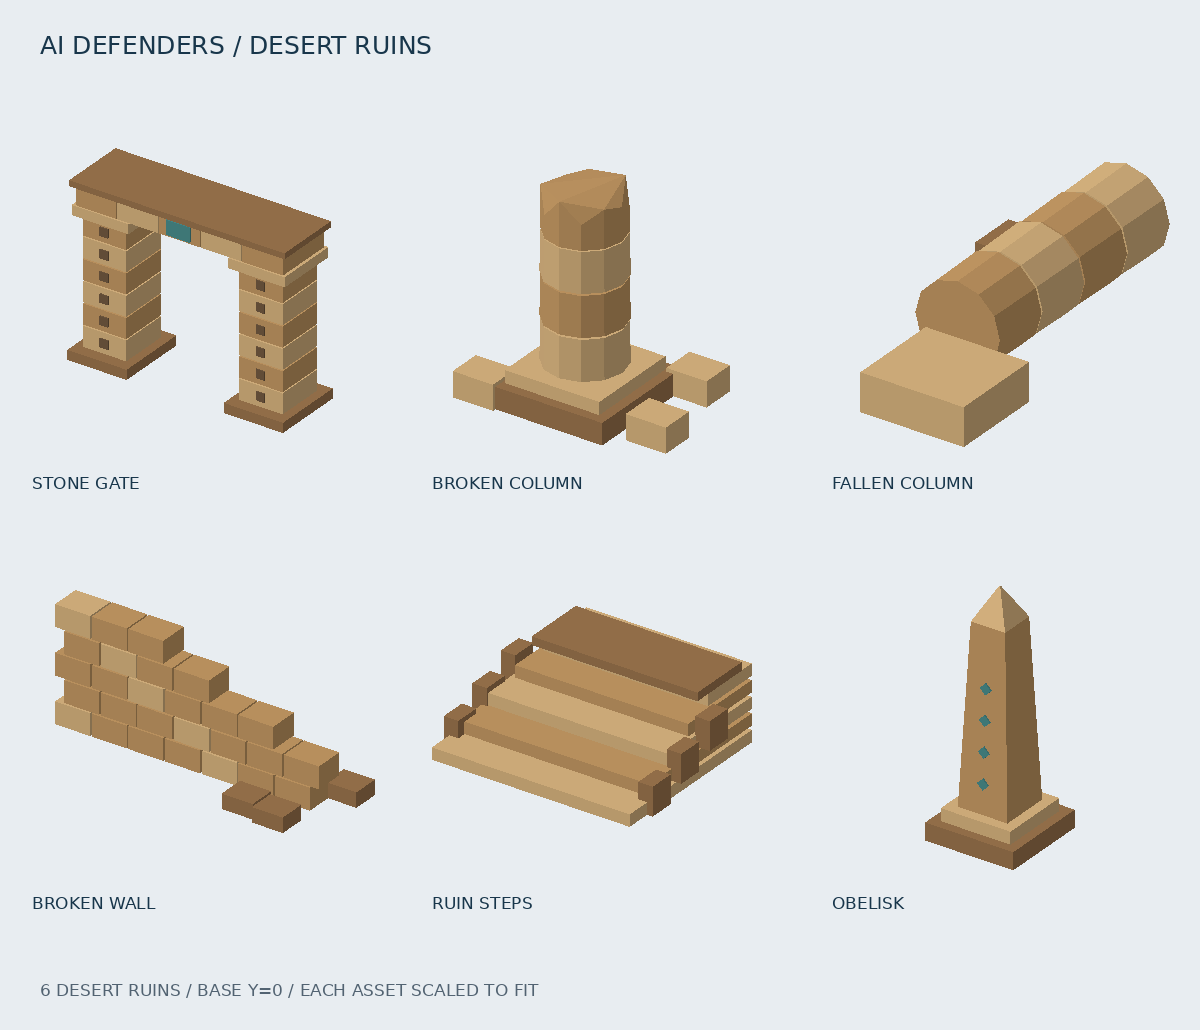 AI DEFENDERS / DESERT RUINS
STONE GATE
BROKEN COLUMN
FALLEN COLUMN
BROKEN WALL
RUIN STEPS
OBELISK
6 DESERT RUINS / BASE Y=0 / EACH ASSET SCALED TO FIT